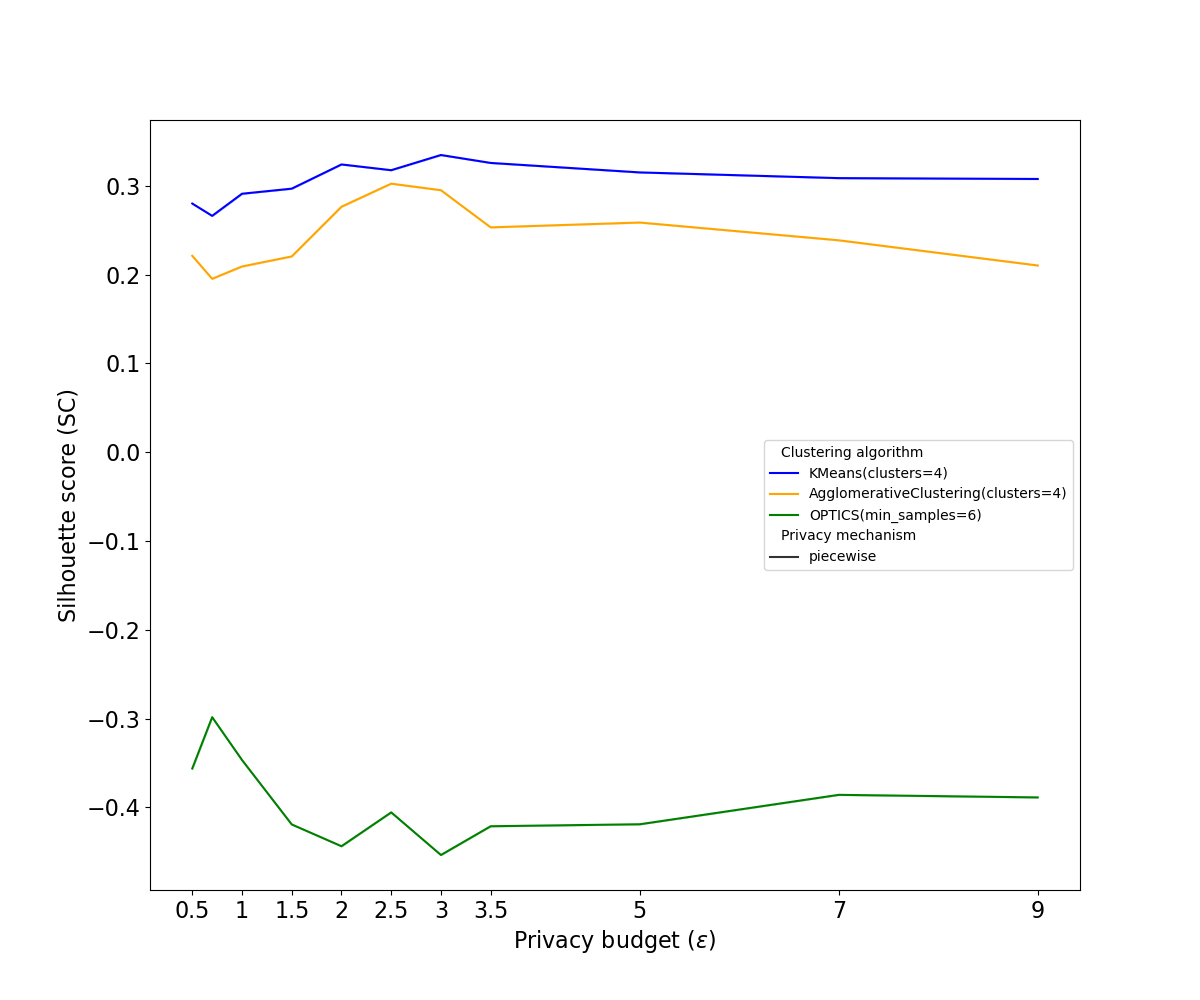 0.3
0.2
0.1
0.0
−0.1
−0.2
−0.3
−0.4
Silhouette score (SC)
Clustering algorithm
KMeans(clusters=4)
AgglomerativeClustering(clusters=4)
OPTICS(min_samples=6)
Privacy mechanism
piecewise
0.5 1 1.5 2 2.5 3 3.5 5 7 9
Privacy budget (ε)